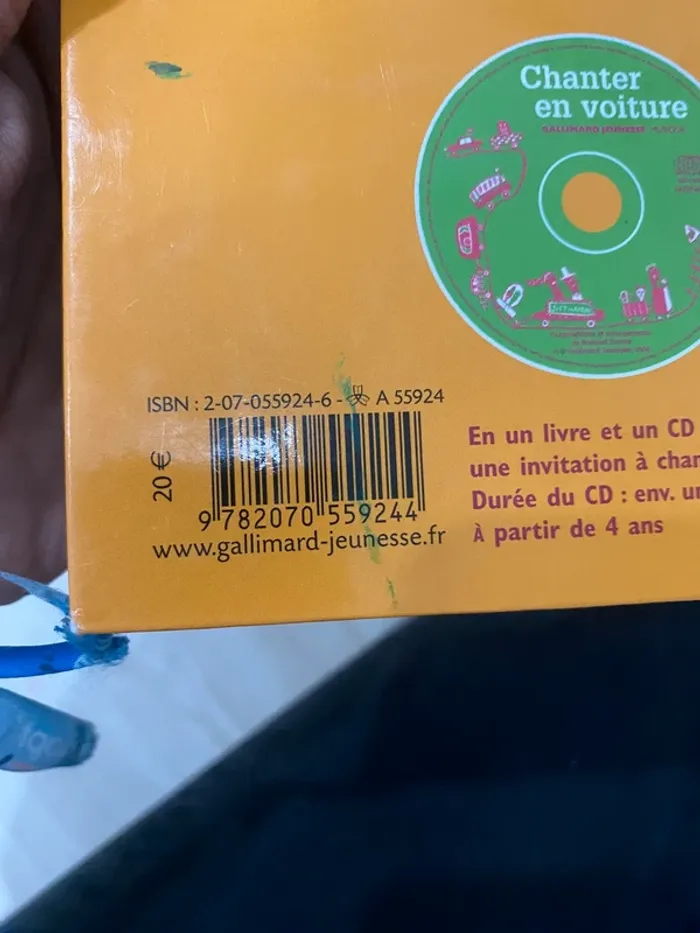 Chanter
en voiture
GALLIMARD JEUNESSE
ISBN : 2-07-055924-6 - A 55924
20 €
9 782070 559244
www.gallimard-jeunesse.fr
En un livre et un CD
une invitation à chan
Durée du CD : env. un
À partir de 4 ans